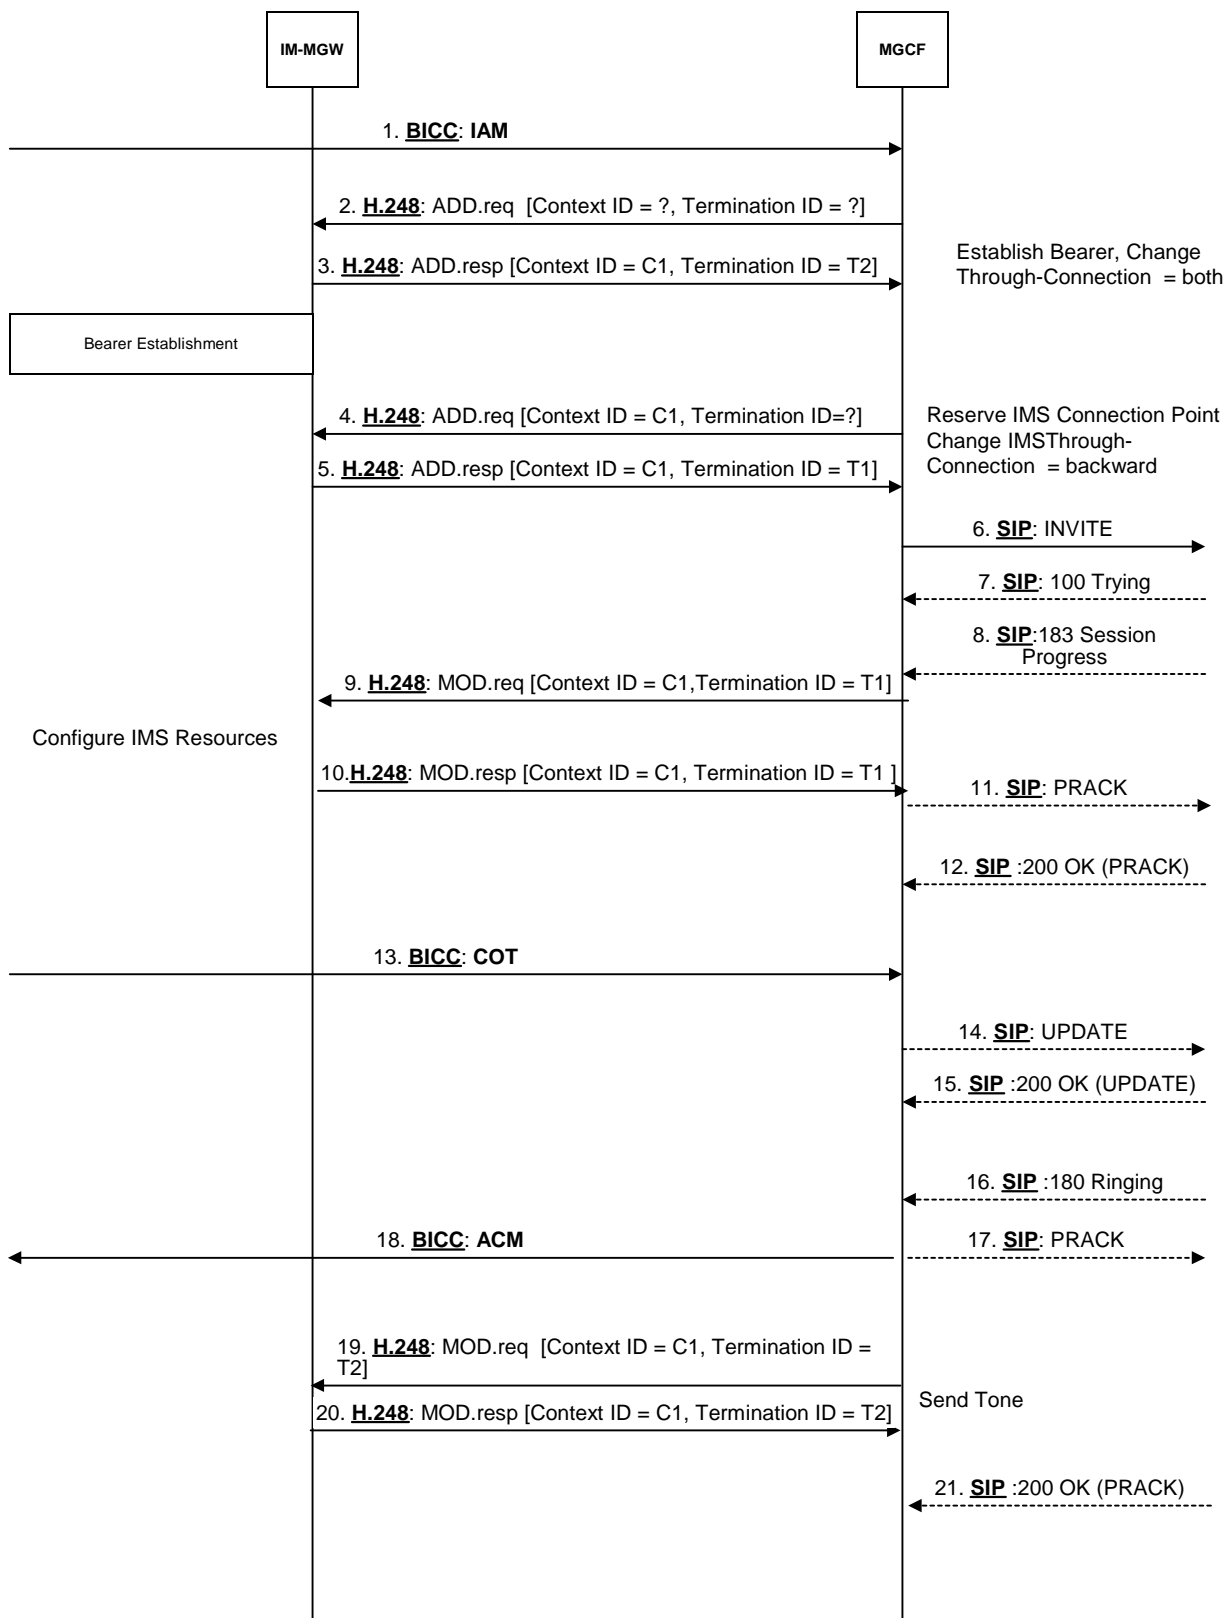 IM-MGW
MGCF
1. BICC: IAM
2. H.248: ADD.req [Context ID = ?, Termination ID = ?]
3. H.248: ADD.resp [Context ID = C1, Termination ID = T2]
Establish Bearer, Change
Through-Connection = both
Bearer Establishment
4. H.248: ADD.req [Context ID = C1, Termination ID=?]
5. H.248: ADD.resp [Context ID = C1, Termination ID = T1]
Reserve IMS Connection Point
Change IMSThrough-
Connection = backward
6. SIP: INVITE
7. SIP: 100 Trying
8. SIP:183 Session
Progress
9. H.248: MOD.req [Context ID = C1,Termination ID = T1]
Configure IMS Resources
10.H.248: MOD.resp [Context ID = C1, Termination ID = T1 ]
11. SIP: PRACK
12. SIP :200 OK (PRACK)
13. BICC: COT
14. SIP: UPDATE
15. SIP :200 OK (UPDATE)
16. SIP :180 Ringing
18. BICC: ACM
17. SIP: PRACK
19. H.248: MOD.req [Context ID = C1, Termination ID =
T2]
20. H.248: MOD.resp [Context ID = C1, Termination ID = T2]
Send Tone
21. SIP :200 OK (PRACK)